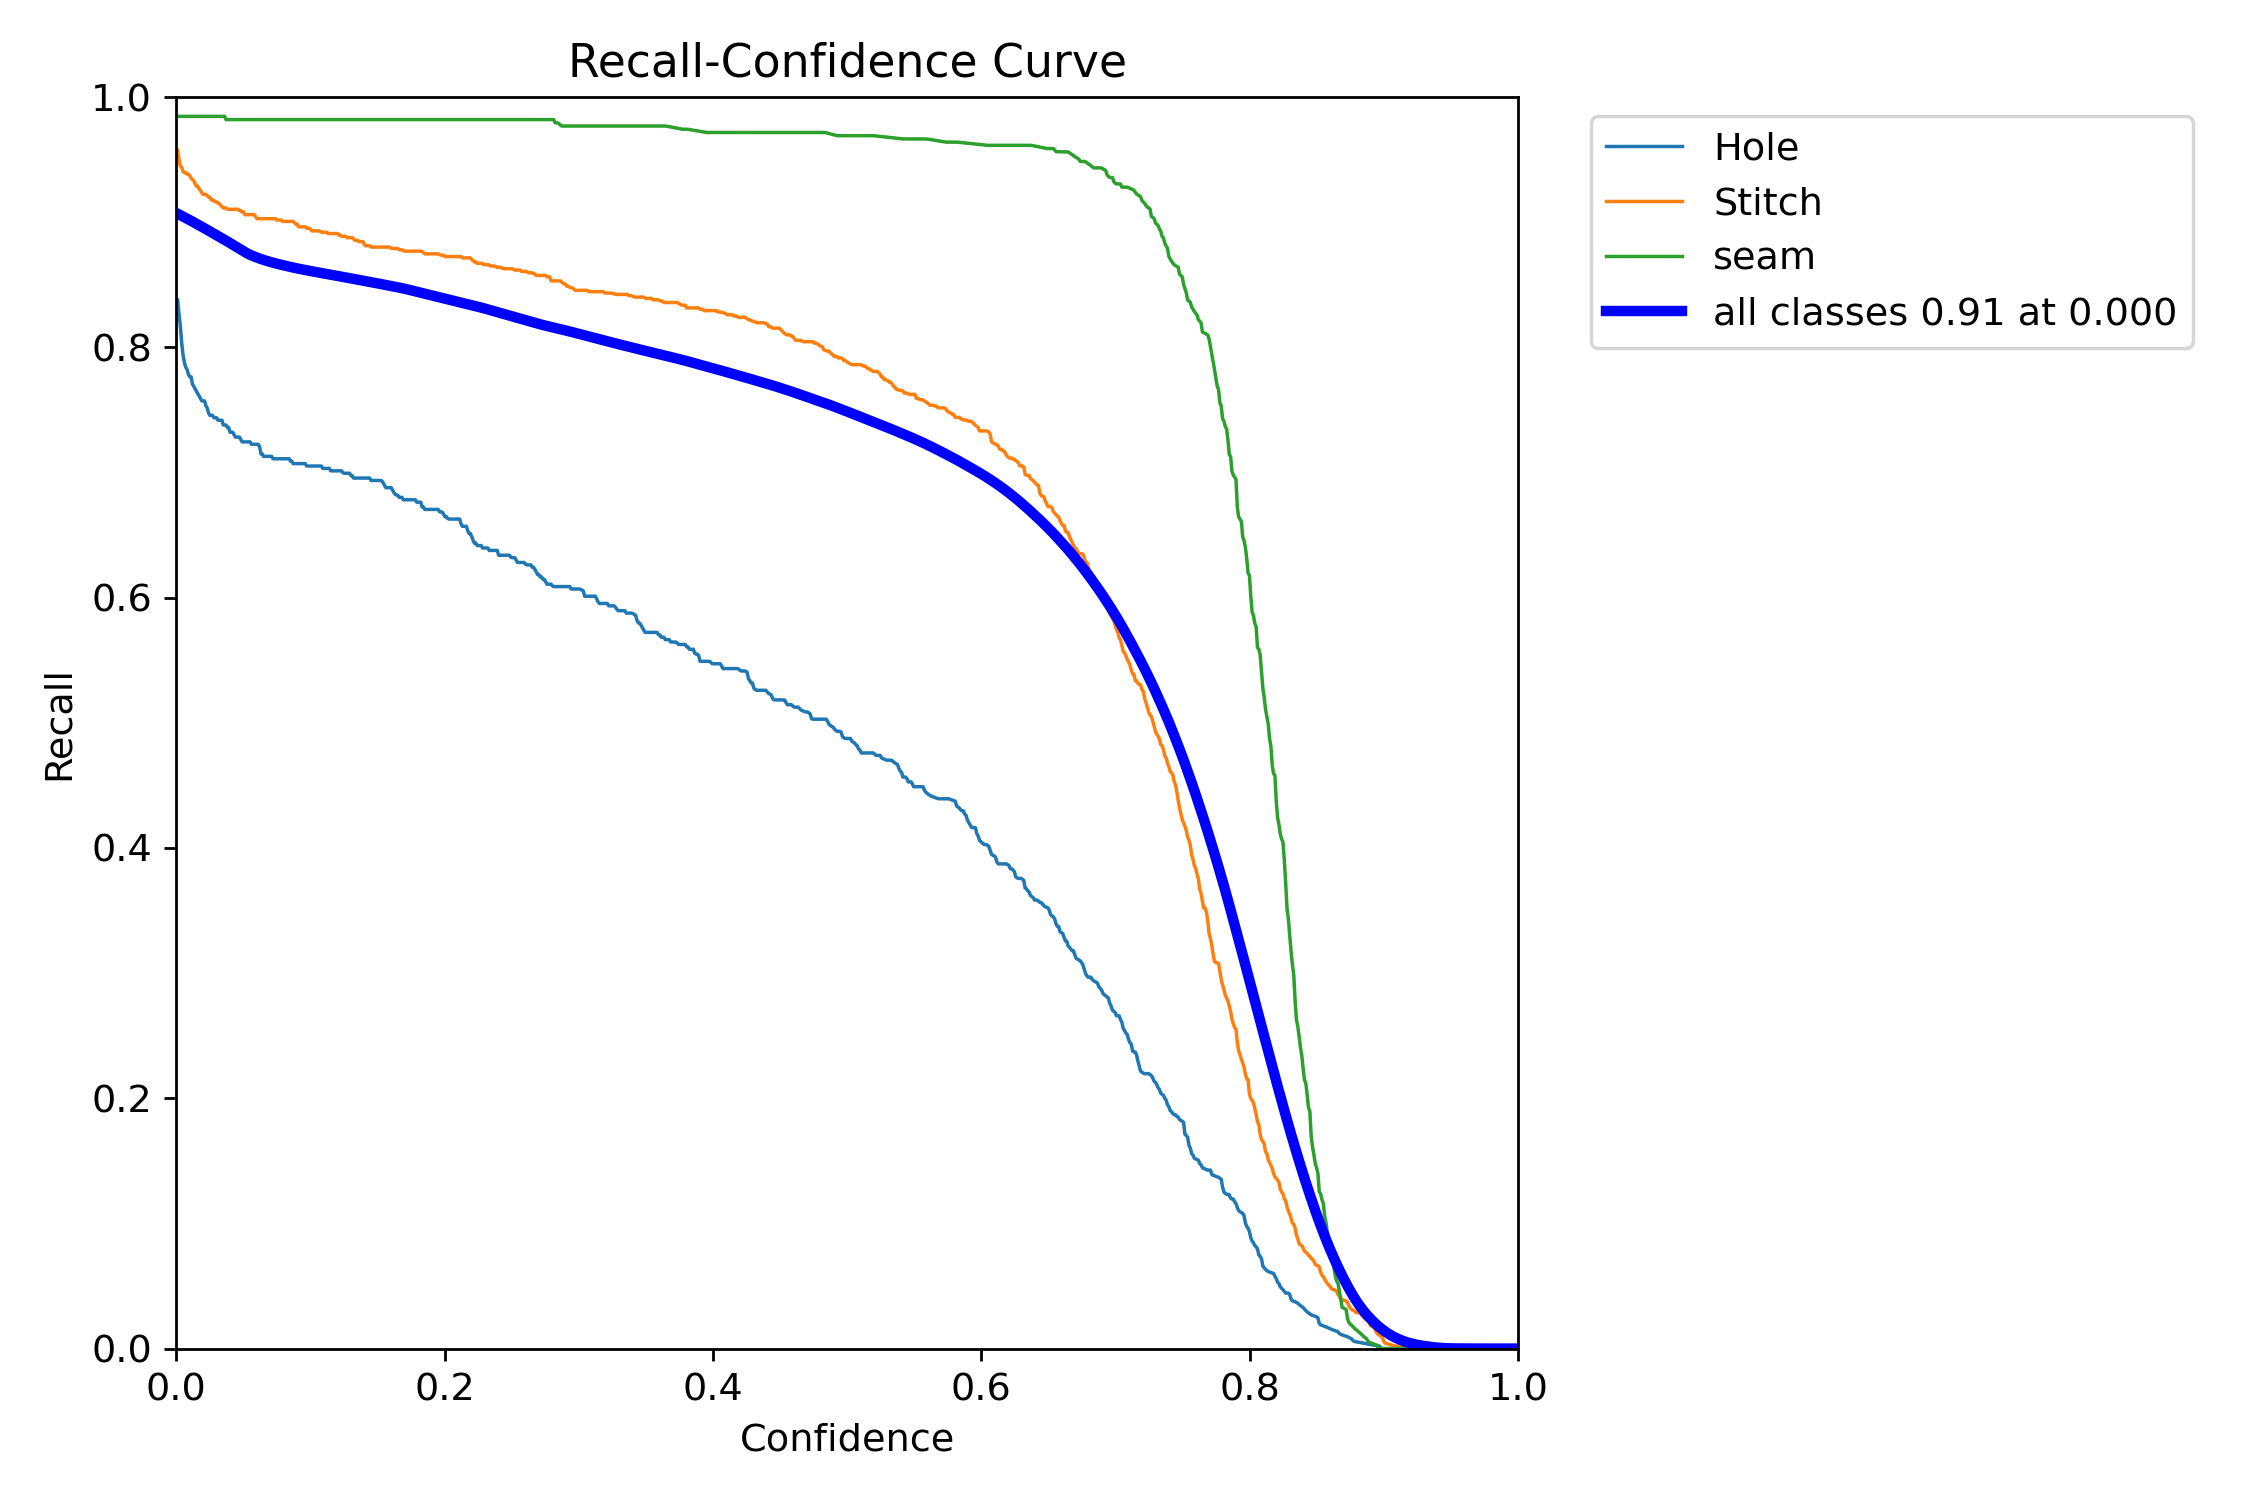 Recall-Confidence Curve
1.0
0.8
0.6
0.4
0.2
0.0
Recall
0.0 0.2 0.4 0.6 0.8 1.0
Confidence
Hole
Stitch
seam
all classes 0.91 at 0.000